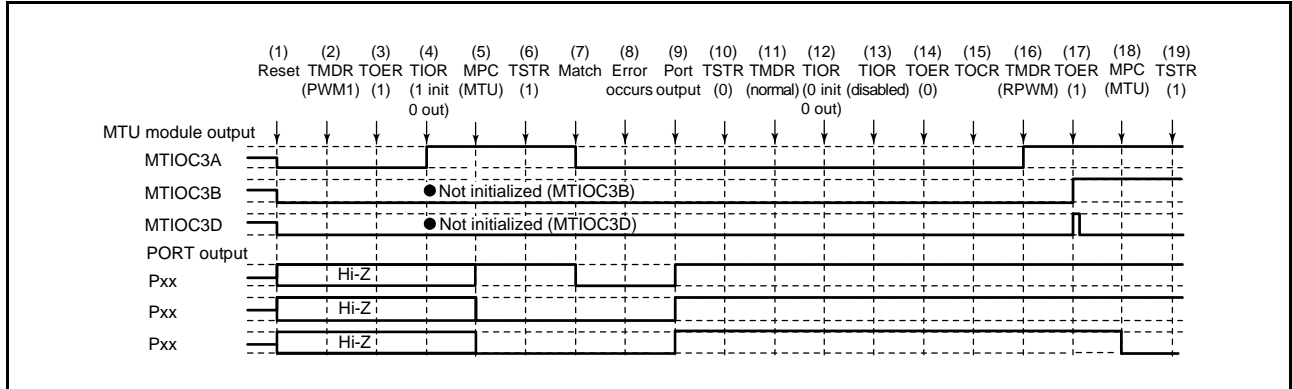 (1) (2) (3) (4) (5) (6) (7) (8) (9) (10) (11) (12) (13) (14) (15) (16) (17) (18) (19)
Reset TMDR TOER TIOR MPC TSTR Match Error Port TSTR TMDR TIOR TIOR TOER TOCR TMDR TOER MPC TSTR
(PWM1) (1) (1 init (MTU) (1) occurs output (0) (normal) (0 init (disabled) (0) (RPWM) (1) (MTU) (1)
0 out) 0 out)
MTU module output
MTIOC3A
MTIOC3B ●Not initialized (MTIOC3B)
MTIOC3D ●Not initialized (MTIOC3D)
PORT output
Pxx Hi-Z
Pxx Hi-Z
Pxx Hi-Z